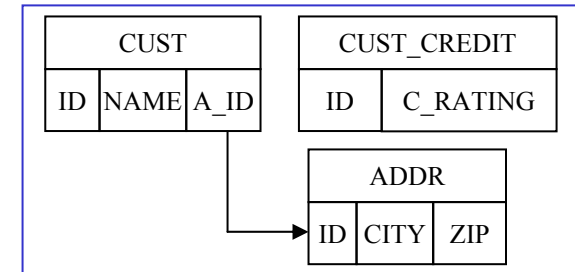 CUST
ID NAME A_ID
CUST_CREDIT
ID C_RATING
ADDR
ID CITY ZIP